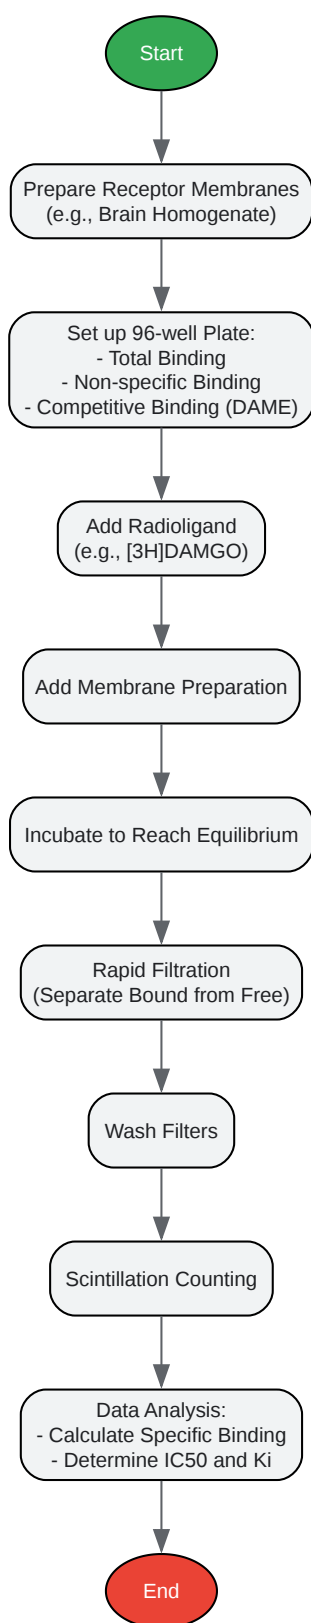 Start
Prepare Receptor Membranes
(e.g., Brain Homogenate)
Set up 96-well Plate:
- Total Binding
- Non-specific Binding
- Competitive Binding (DAME)
Add Radioligand
(e.g., [3H]DAMGO)
Add Membrane Preparation
Incubate to Reach Equilibrium
Rapid Filtration
(Separate Bound from Free)
Wash Filters
Scintillation Counting
Data Analysis:
- Calculate Specific Binding
- Determine IC50 and Ki
End